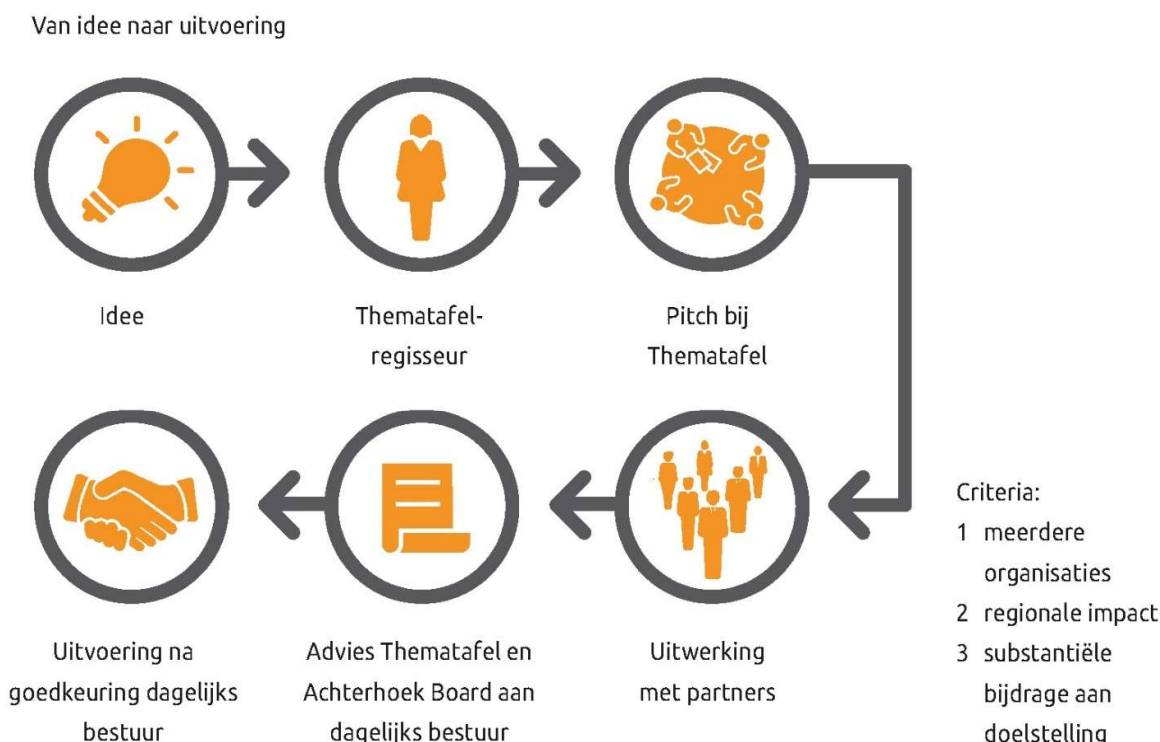 Van idee naar uitvoering
Idee
Thematafel-
regisseur
Pitch bij
Thematafel
Uitvoering na
goedkeuring dagelijks
bestuur
Advies Thematafel en
Achterhoek Board aan
dagelijks bestuur
Uitwerking
met partners
Criteria:
1 meerdere
organisaties
2 regionale impact
3 substantiële
bijdrage aan
doelstelling